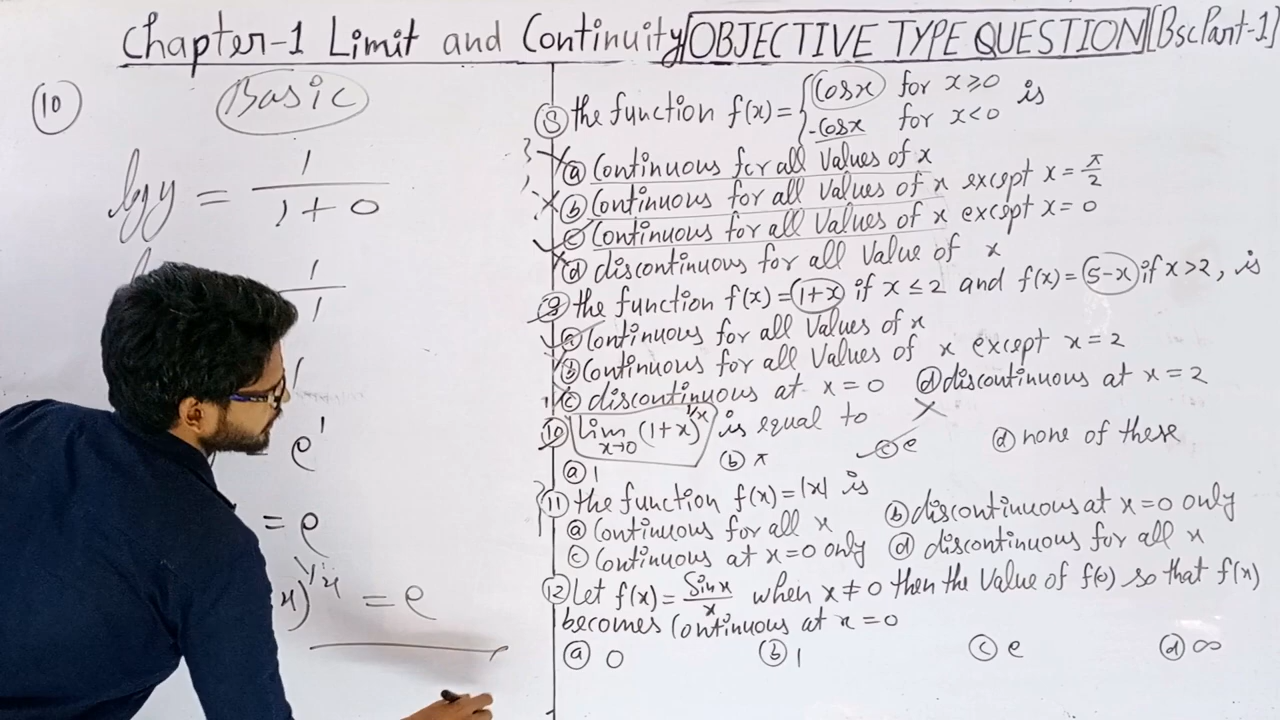 Chapter-1 Limit and Continuity OBJECTIVE TYPE QUESTION [Bsc Part-1]
10 Basic
log y = 1 / 1 + 0
1 / 1
1
e¹
= e
x)^1/x = e
8 the function f(x) = { cosx for x ≥ 0
-cosx for x < 0 is
a continuous for all values of x
b continuous for all values of x except x = π/2
c continuous for all values of x except x = 0
d discontinuous for all value of x
9 the function f(x) = 1+x if x ≤ 2 and f(x) = 5-x if x > 2, is
a continuous for all values of x
b continuous for all values of x except x = 2
c discontinuous at x = 0 d discontinuous at x = 2
10 lim x→0 (1+x)^1/x is equal to
a 1 b π c e d none of these
11 the function f(x) = |x| is
a continuous for all x b discontinuous at x = 0 only
c continuous at x = 0 only d discontinuous for all x
12 Let f(x) = Sinx/x when x ≠ 0 then the value of f(0) so that f(x)
becomes continuous at x = 0
a 0 b 1 c e d ∞